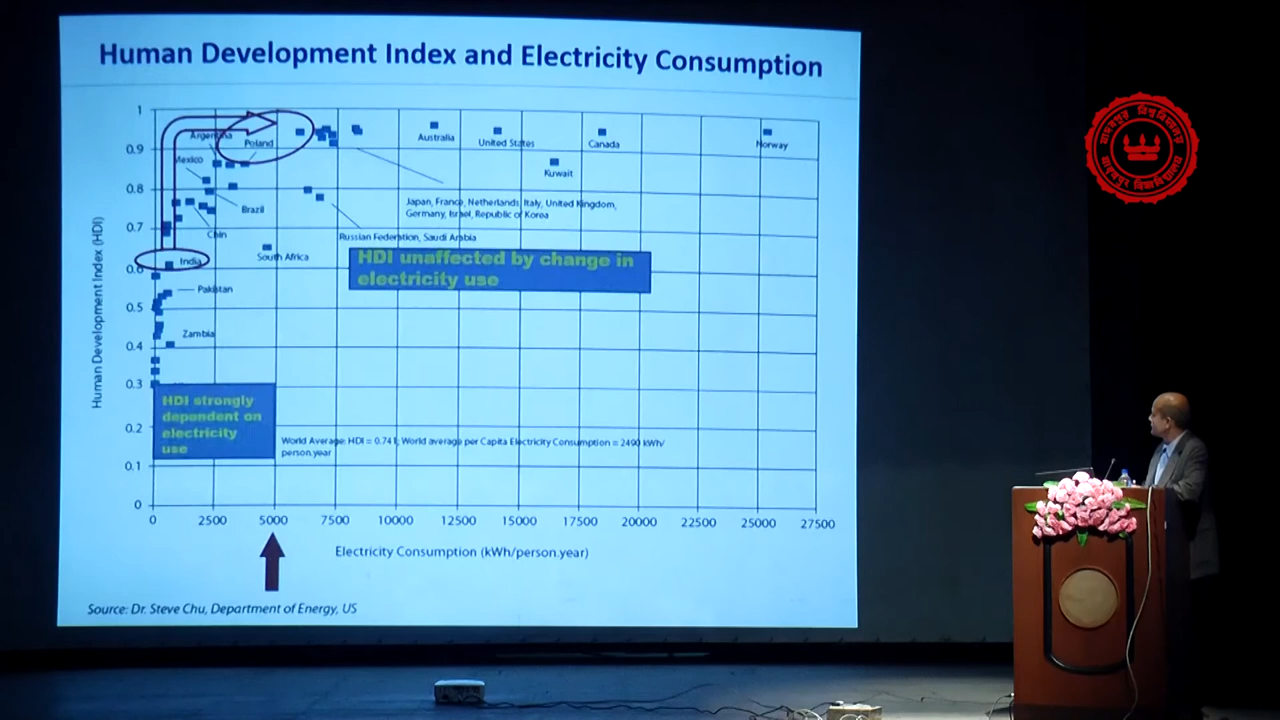 Human Development Index and Electricity Consumption
Human Development Index (HDI)
1
0.9
0.8
0.7
0.6
0.5
0.4
0.3
0.2
0.1
0
Argentina
Poland
Mexico
Brazil
Chin
India
Pakistan
Zambia
South Africa
Australia
United States
Canada
Norway
Kuwait
Japan, France, Netherlands, Italy, United Kingdom,
Germany, Israel, Republic of Korea
Russian Federation, Saudi Arabia
HDI unaffected by change in
electricity use
HDI strongly
dependent on
electricity
use
World Average: HDI = 0.741; World average per Capita Electricity Consumption = 2490 kWh/
person.year
0 2500 5000 7500 10000 12500 15000 17500 20000 22500 25000 27500
Electricity Consumption (kWh/person.year)
Source: Dr. Steve Chu, Department of Energy, US
যাদবপুর বিশ্ববিদ্যালয়